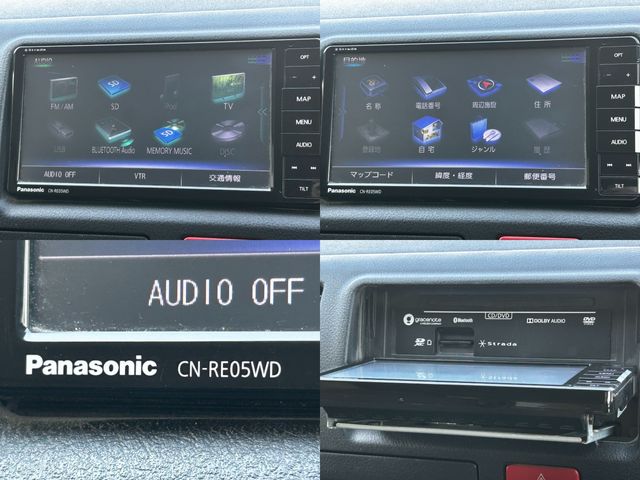 Strada
AUDIO
OPT
FM/AM
SD
iPod
TV
MAP
MENU
USB
BLUETOOTH Audio
MEMORY MUSIC
DISC
AUDIO
AUDIO OFF
VTR
交通情報
TILT
Panasonic CN-RE05WD
Strada
目的地
OPT
名称
電話番号
周辺施設
住所
MAP
MENU
登録地
自宅
ジャンル
履歴
AUDIO
マップコード
緯度・経度
郵便番号
TILT
Panasonic CN-RE05WD
AUDIO OFF
Panasonic CN-RE05WD
CD/DVD
gracenote
Bluetooth
DOLBY AUDIO
DVD
Strada